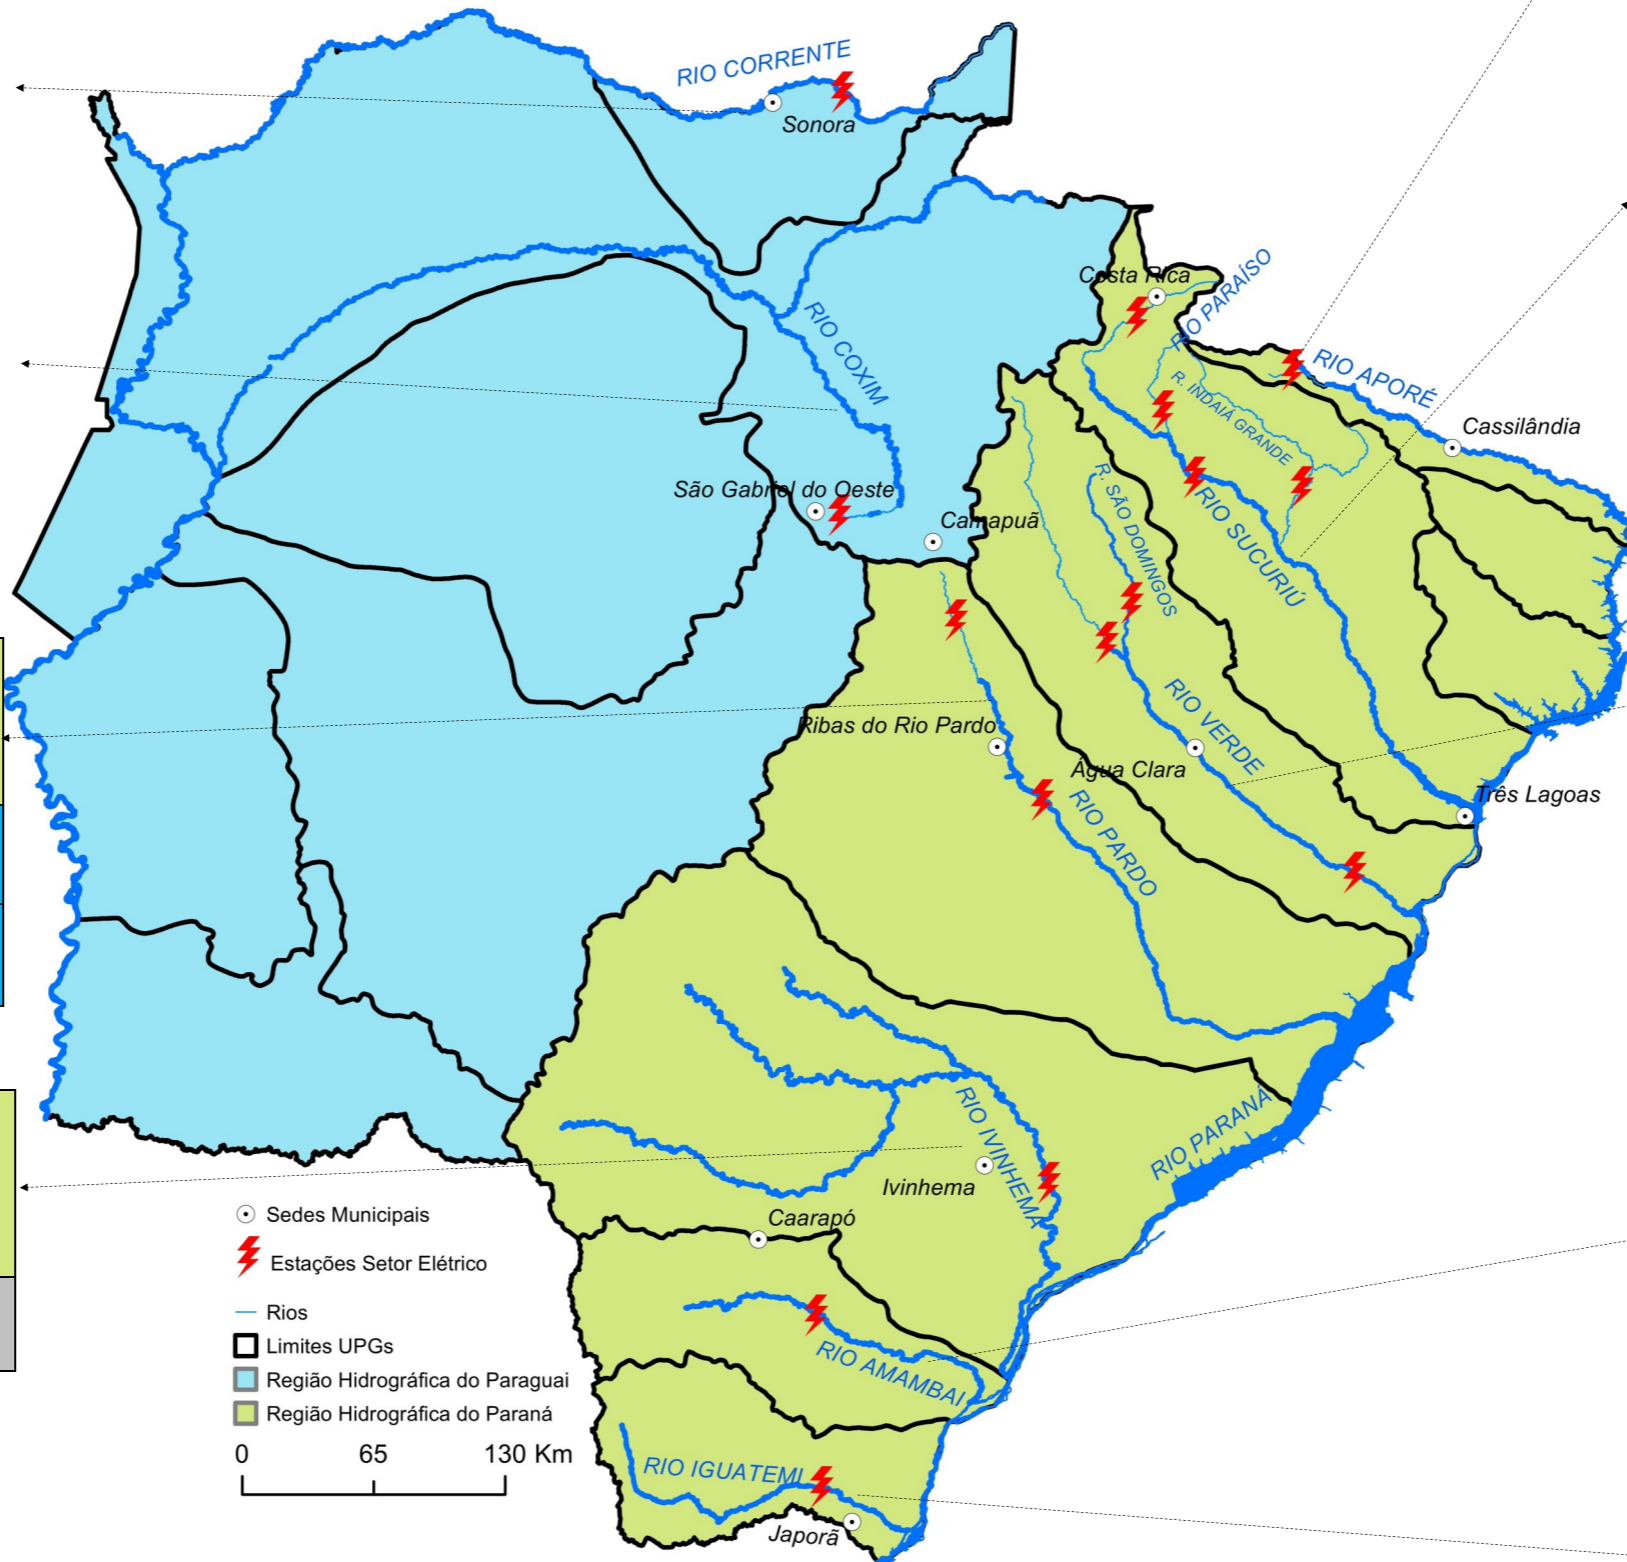 RIO CORRENTE
Sonora
Costa Rica
RIO PARAÍSO
RIO COXIM
RIO APORÉ
R. INDAIÁ GRANDE
Cassilândia
São Gabriel do Oeste
R. SÃO DOMINGOS
RIO SUCURIÚ
Camapuã
Ribas do Rio Pardo
RIO VERDE
Água Clara
RIO PARDO
Três Lagoas
RIO IVINHEMA
RIO PARANÁ
Ivinhema
Caarapó
Sedes Municipais
Estações Setor Elétrico
Rios
Limites UPGs
Região Hidrográfica do Paraguai
Região Hidrográfica do Paraná
0 65 130 Km
RIO AMAMBAI
RIO IGUATEMI
Japorã